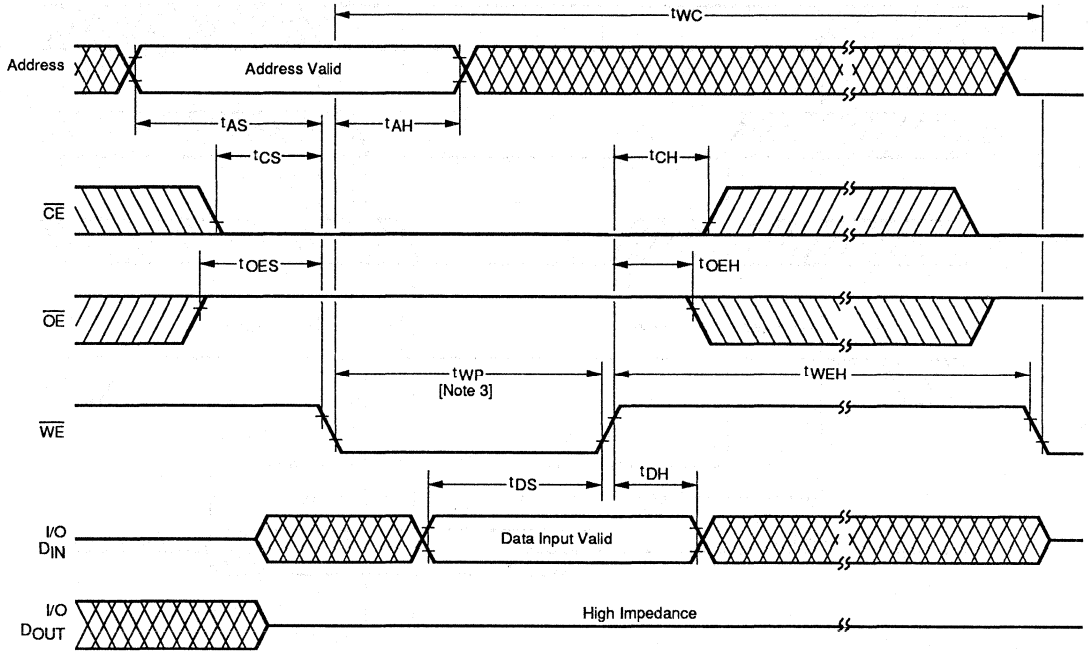 tWC
Address
Address Valid
tAS
tAH
tCS
tCH
CE
tOES
tOEH
OE
tWP
[Note 3]
tWEH
WE
tDS
tDH
I/O
DIN
Data Input Valid
I/O
DOUT
High Impedance